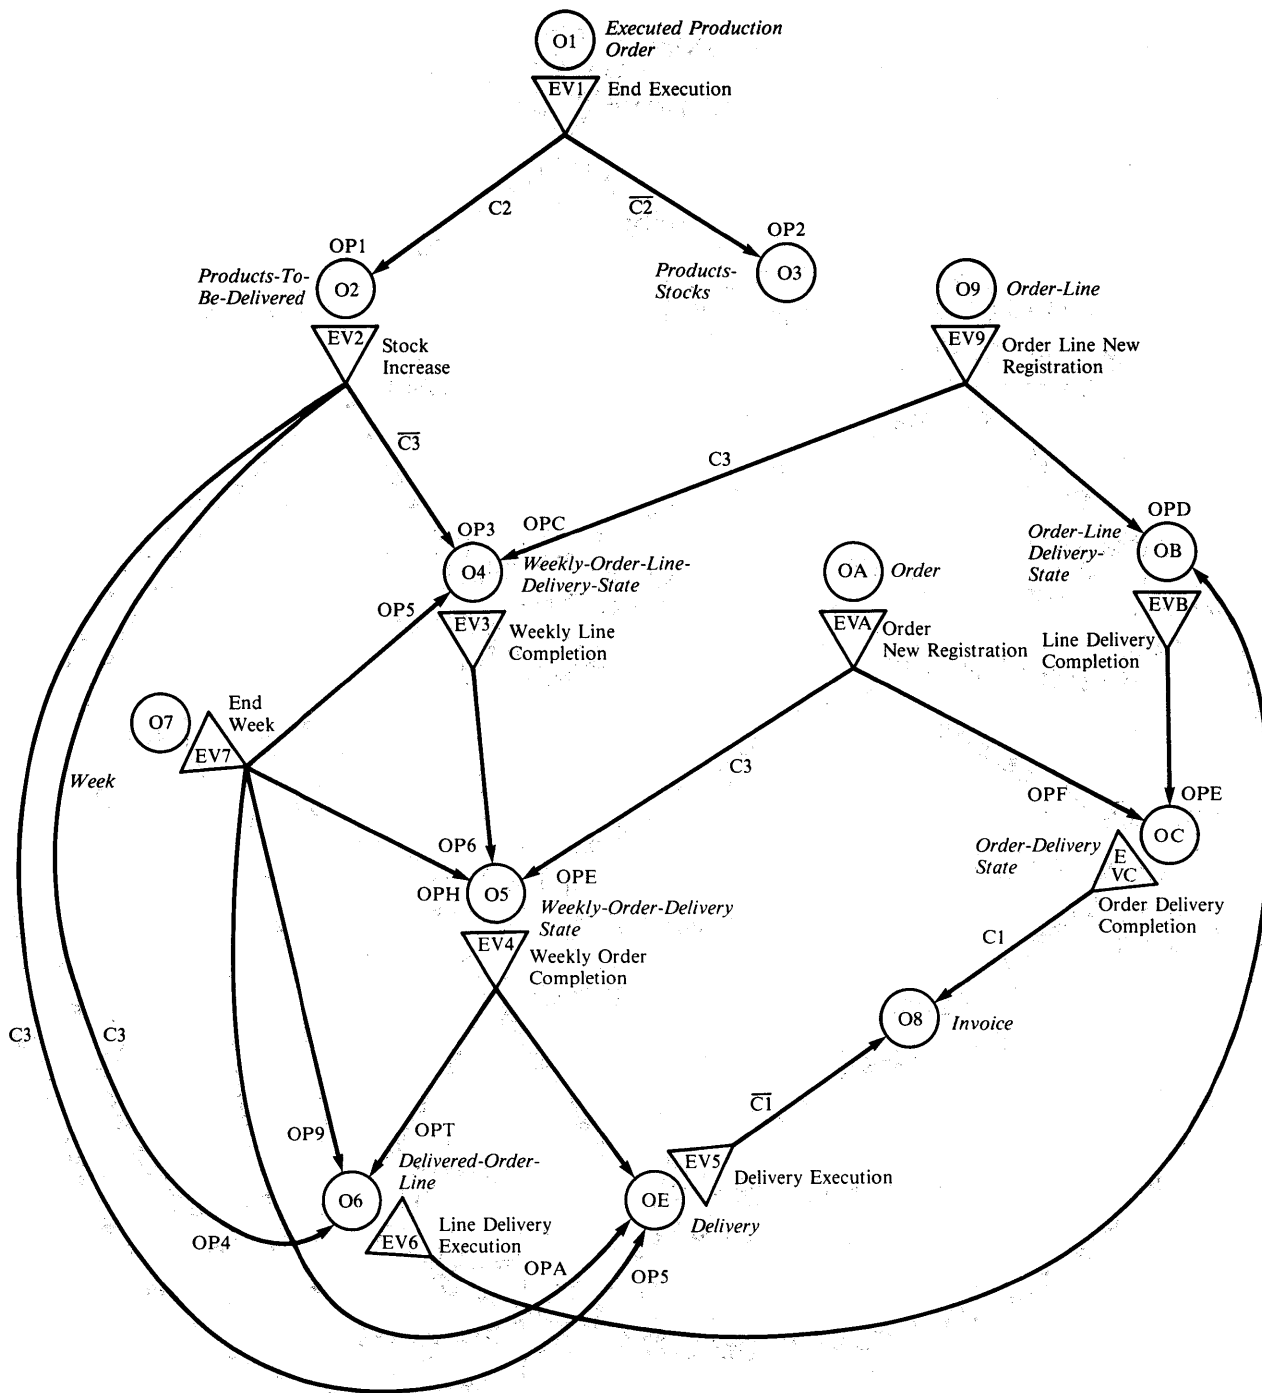 O1
Executed Production
Order
EV1
End Execution
C2
C2
OP1
OP2
Products-To-
Be-Delivered
O2
Products-
Stocks
O3
O9
Order-Line
EV2
Stock
Increase
EV9
Order Line New
Registration
C3
C3
OP3
OPC
OPD
Order-Line
Delivery-
State
OB
O4
Weekly-Order-Line-
Delivery-State
OA
Order
OP5
EV3
Weekly Line
Completion
EVA
Order
New Registration
EVB
Line Delivery
Completion
O7
End
Week
EV7
Week
C3
OPF
OPE
OC
OP6
OPH
O5
OPE
Weekly-Order-Delivery
State
Order-Delivery
State
E
VC
Order Delivery
Completion
EV4
Weekly Order
Completion
C1
O8
Invoice
C3
C3
C1
OP9
OPT
Delivered-Order-
Line
O6
EV6
Line Delivery
Execution
OE
EV5
Delivery Execution
Delivery
OP4
OPA
OP5